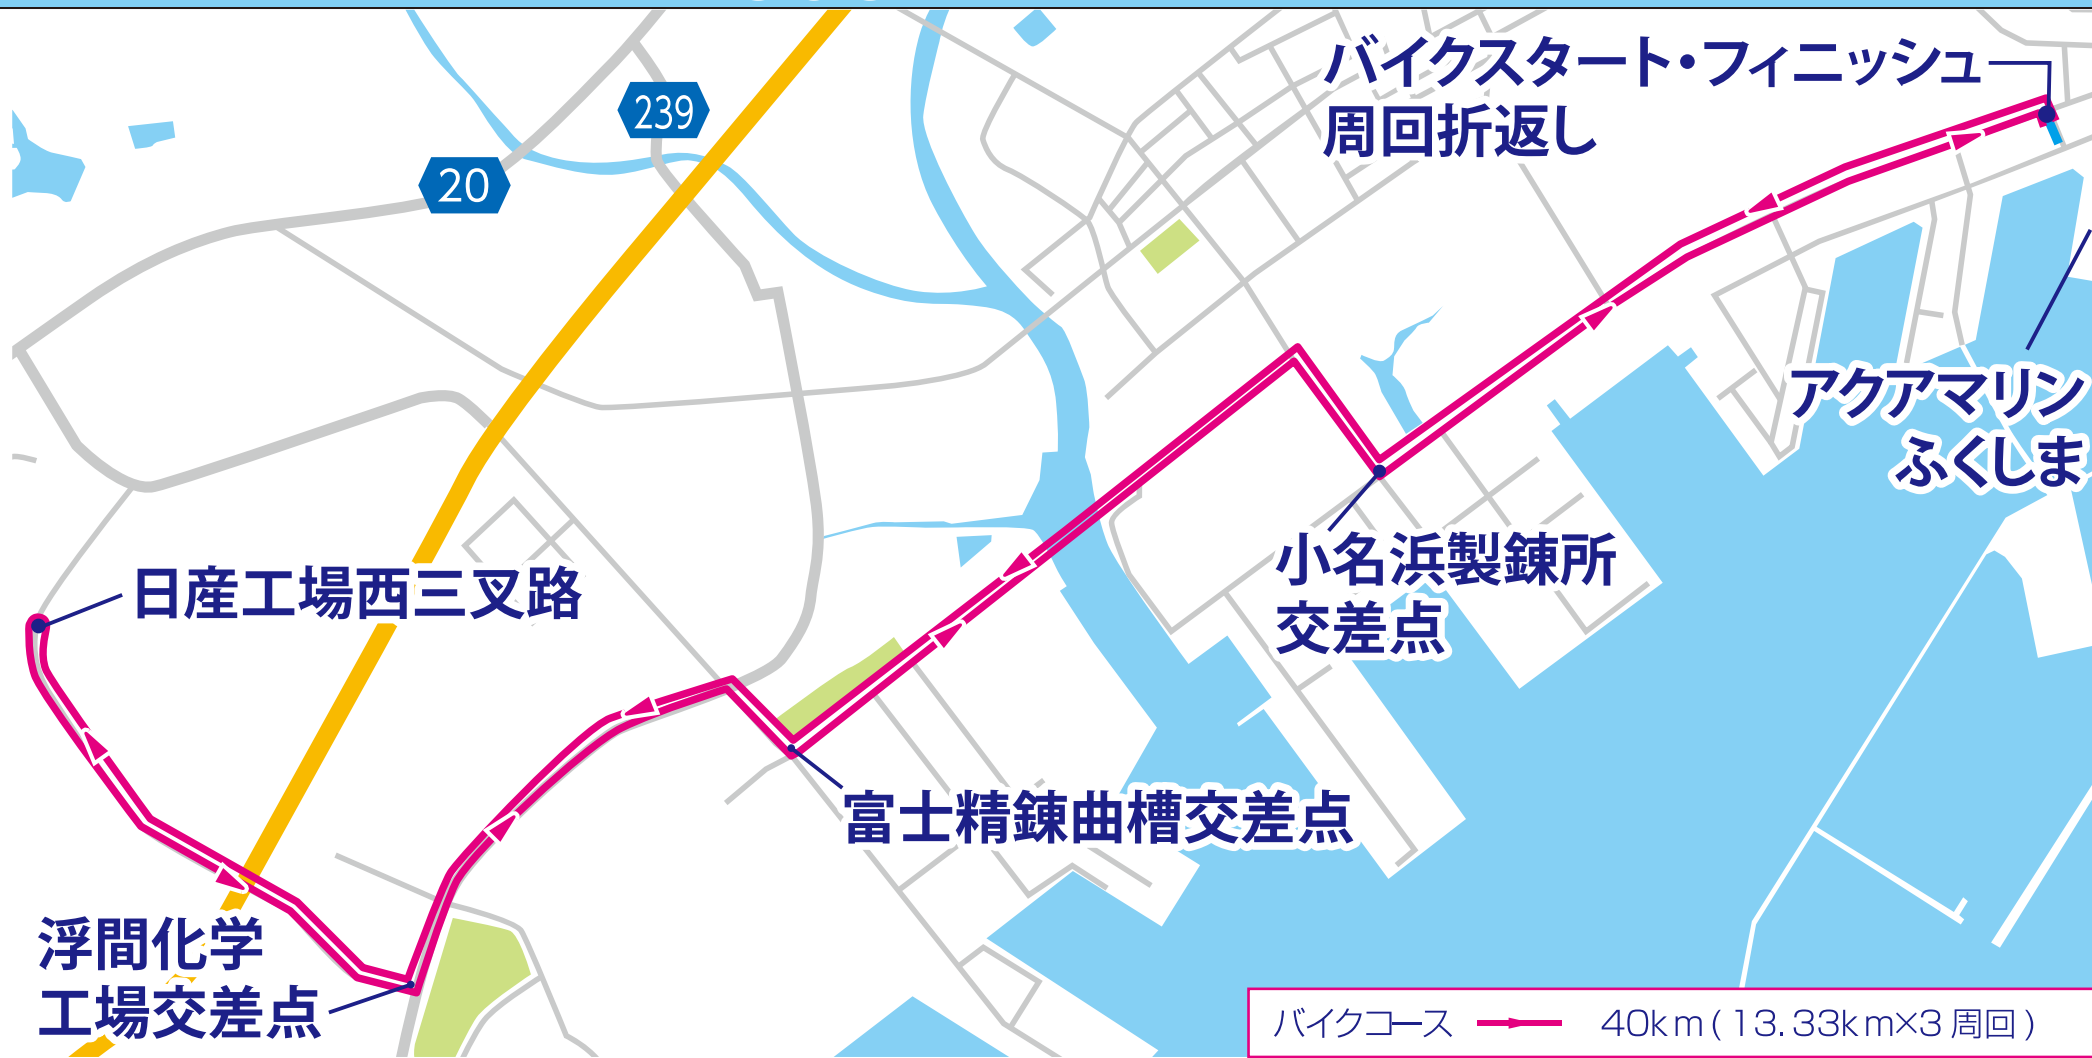 バイクスタート・フィニッシュ
周回折返し
239
20
アクアマリン
ふくしま
小名浜製錬所
交差点
日産工場西三叉路
富士精錬曲槽交差点
浮間化学
工場交差点
バイクコース 40km(13.33km×3周回)